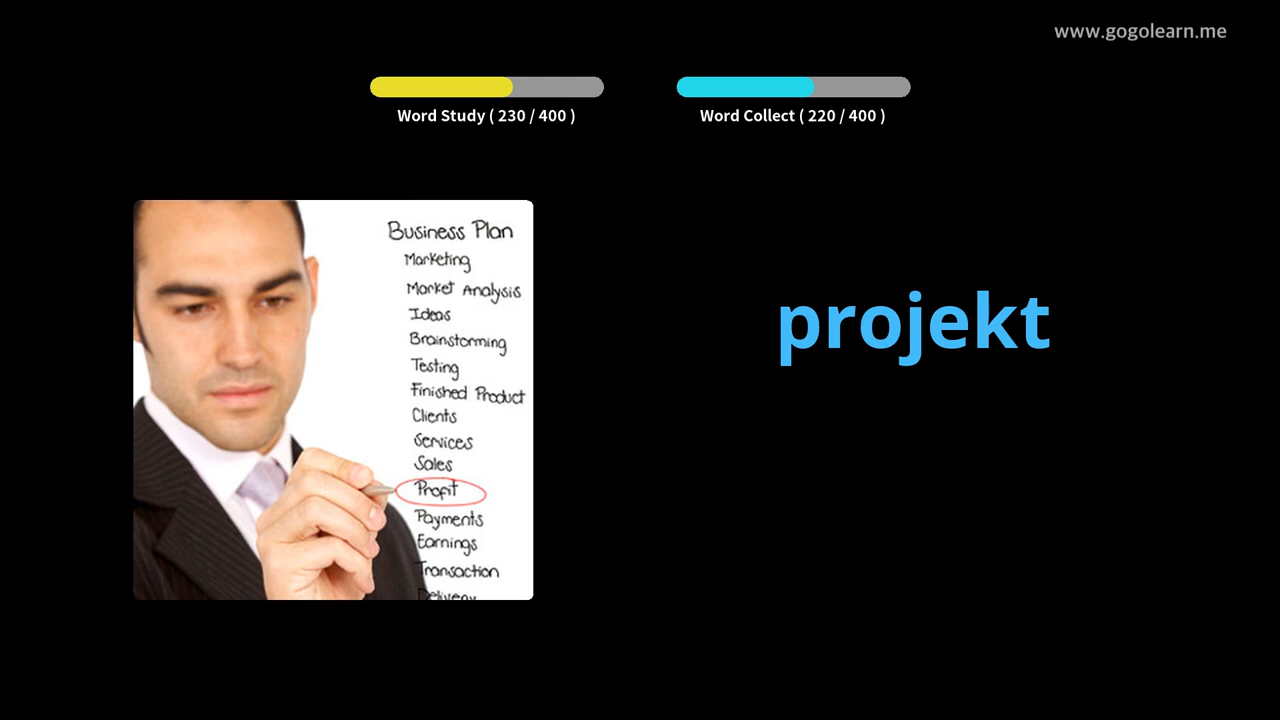 www.gogolearn.me
Word Study ( 230 / 400 )
Word Collect ( 220 / 400 )
Business Plan
Marketing
Market Analysis
Ideas
Brainstorming
Testing
Finished Product
Clients
Services
Sales
Profit
Payments
Earnings
Transaction
Delivery
projekt